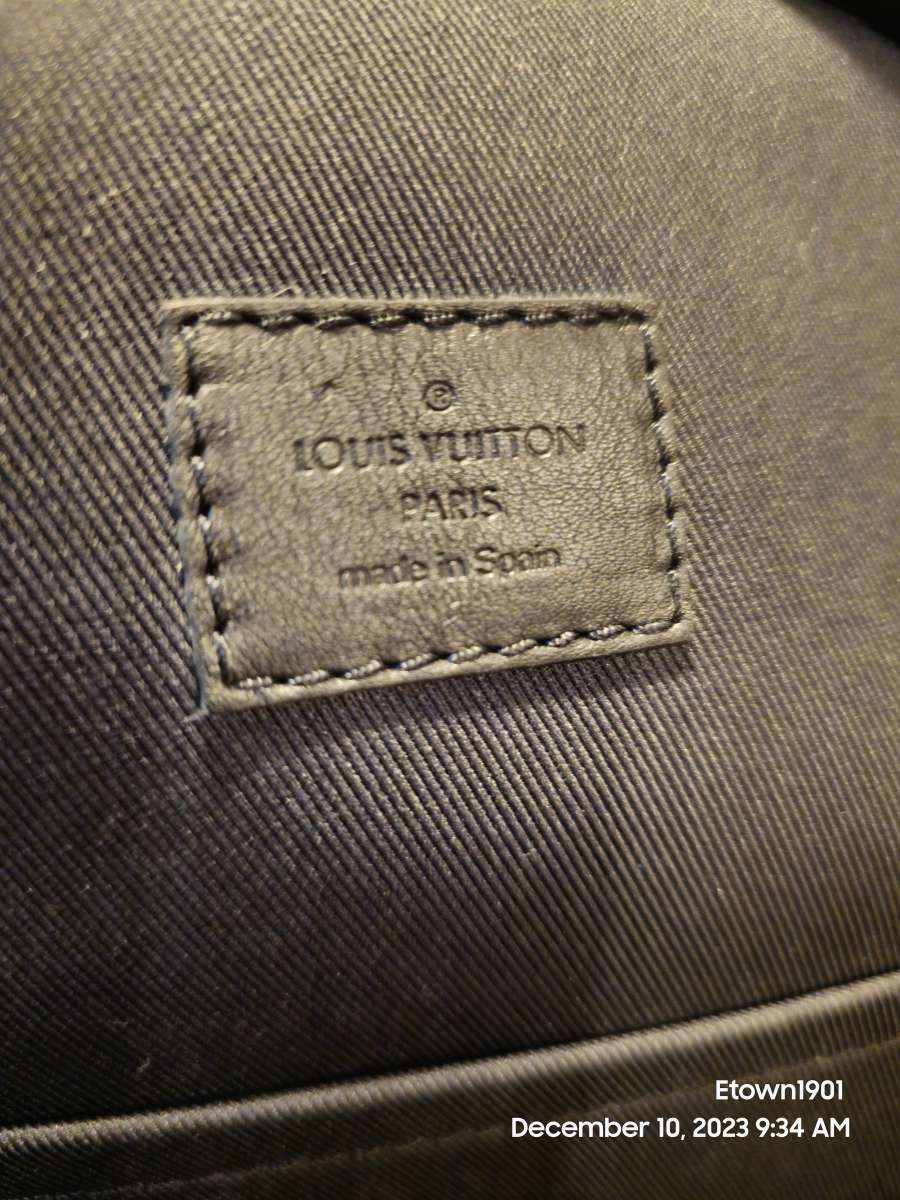 ©
LOUIS VUITTON
PARIS
made in Spain
Etown1901
December 10, 2023 9:34 AM